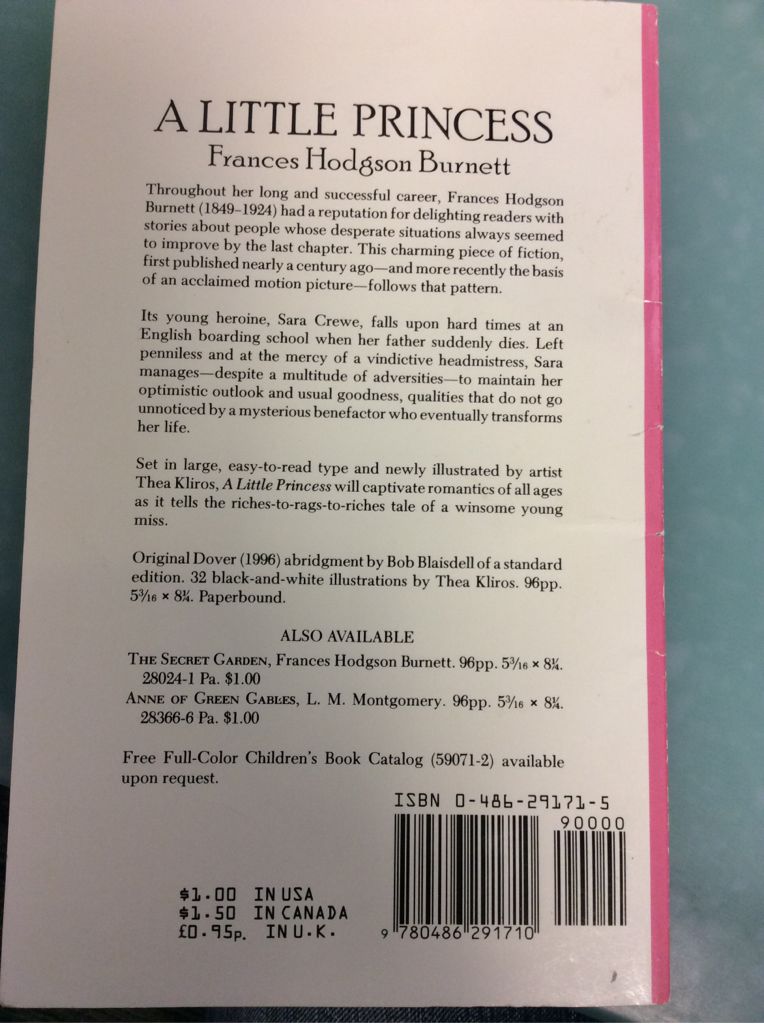 A LITTLE PRINCESS
Frances Hodgson Burnett
Throughout her long and successful career, Frances Hodgson
Burnett (1849–1924) had a reputation for delighting readers with
stories about people whose desperate situations always seemed
to improve by the last chapter. This charming piece of fiction,
first published nearly a century ago—and more recently the basis
of an acclaimed motion picture—follows that pattern.
Its young heroine, Sara Crewe, falls upon hard times at an
English boarding school when her father suddenly dies. Left
penniless and at the mercy of a vindictive headmistress, Sara
manages—despite a multitude of adversities—to maintain her
optimistic outlook and usual goodness, qualities that do not go
unnoticed by a mysterious benefactor who eventually transforms
her life.
Set in large, easy-to-read type and newly illustrated by artist
Thea Kliros, A Little Princess will captivate romantics of all ages
as it tells the riches-to-rags-to-riches tale of a winsome young
miss.
Original Dover (1996) abridgment by Bob Blaisdell of a standard
edition. 32 black-and-white illustrations by Thea Kliros. 96pp.
5³⁄₁₆ × 8¼. Paperbound.
ALSO AVAILABLE
THE SECRET GARDEN, Frances Hodgson Burnett. 96pp. 5³⁄₁₆ × 8¼.
28024-1 Pa. $1.00
ANNE OF GREEN GABLES, L. M. Montgomery. 96pp. 5³⁄₁₆ × 8¼.
28366-6 Pa. $1.00
Free Full-Color Children's Book Catalog (59071-2) available
upon request.
ISBN 0-486-29171-5
90000
$1.00 IN USA
$1.50 IN CANADA
£0.95p. IN U.K.
9 780486 291710